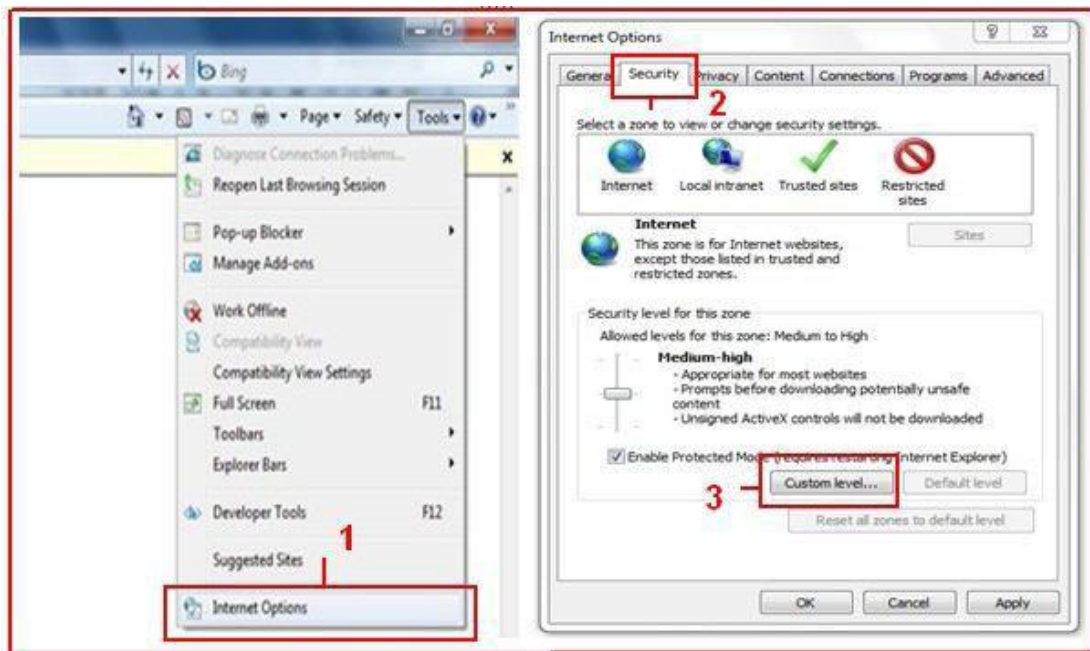 Bing
Page Safety Tools
Diagnose Connection Problems...
Reopen Last Browsing Session
Pop-up Blocker
Manage Add-ons
Work Offline
Compatibility View
Compatibility View Settings
Full Screen F11
Toolbars
Explorer Bars
Developer Tools F12
1
Suggested Sites
Internet Options
Internet Options
General Security Privacy Content Connections Programs Advanced
2
Select a zone to view or change security settings.
Internet Local intranet Trusted sites Restricted
sites
Internet
Sites
This zone is for Internet websites,
except those listed in trusted and
restricted zones.
Security level for this zone
Allowed levels for this zone: Medium to High
Medium-high
- Appropriate for most websites
- Prompts before downloading potentially unsafe
content
- Unsigned ActiveX controls will not be downloaded
Enable Protected Mode (requires restarting Internet Explorer)
3
Custom level... Default level
Reset all zones to default level
OK Cancel Apply